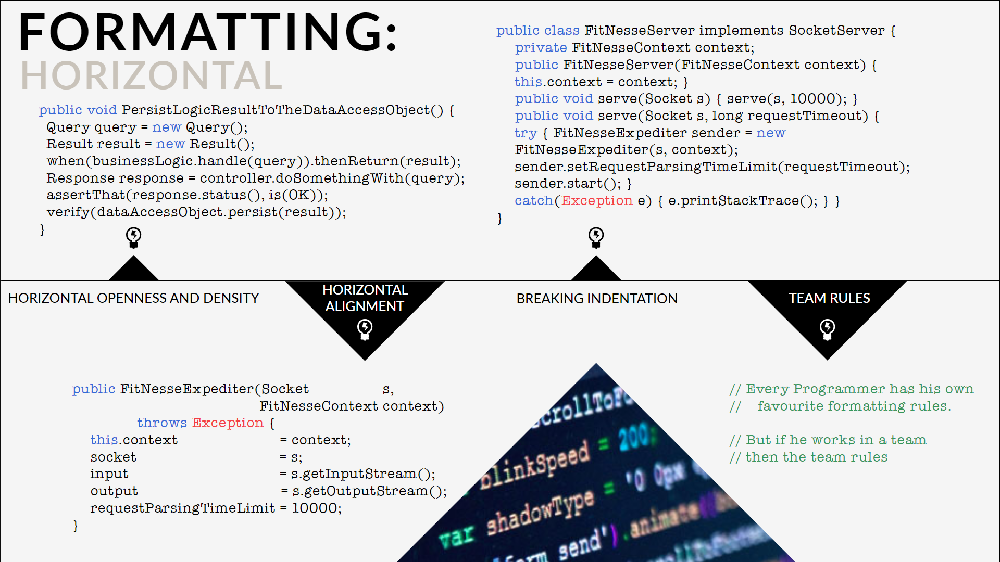 FORMATTING:
HORIZONTAL
public void PersistLogicResultToTheDataAccessObject() {
Query query = new Query();
Result result = new Result();
when(businessLogic.handle(query)).thenReturn(result);
Response response = controller.doSomethingWith(query);
assertThat(response.status(), is(OK));
verify(dataAccessObject.persist(result));
}
public class FitNesseServer implements SocketServer {
private FitNesseContext context;
public FitNesseServer(FitNesseContext context) {
this.context = context; }
public void serve(Socket s) { serve(s, 10000); }
public void serve(Socket s, long requestTimeout) {
try { FitNesseExpediter sender = new
FitNesseExpediter(s, context);
sender.setRequestParsingTimeLimit(requestTimeout);
sender.start(); }
catch(Exception e) { e.printStackTrace(); } }
}
HORIZONTAL OPENNESS AND DENSITY
HORIZONTAL
ALIGNMENT
BREAKING INDENTATION
TEAM RULES
public FitNesseExpediter(Socket s,
FitNesseContext context)
throws Exception {
this.context = context;
socket = s;
input = s.getInputStream();
output = s.getOutputStream();
requestParsingTimeLimit = 10000;
}
blinkSpeed = 200;
var shadowType = '0 0px
send').animate
// Every Programmer has his own
// favourite formatting rules.
// But if he works in a team
// then the team rules